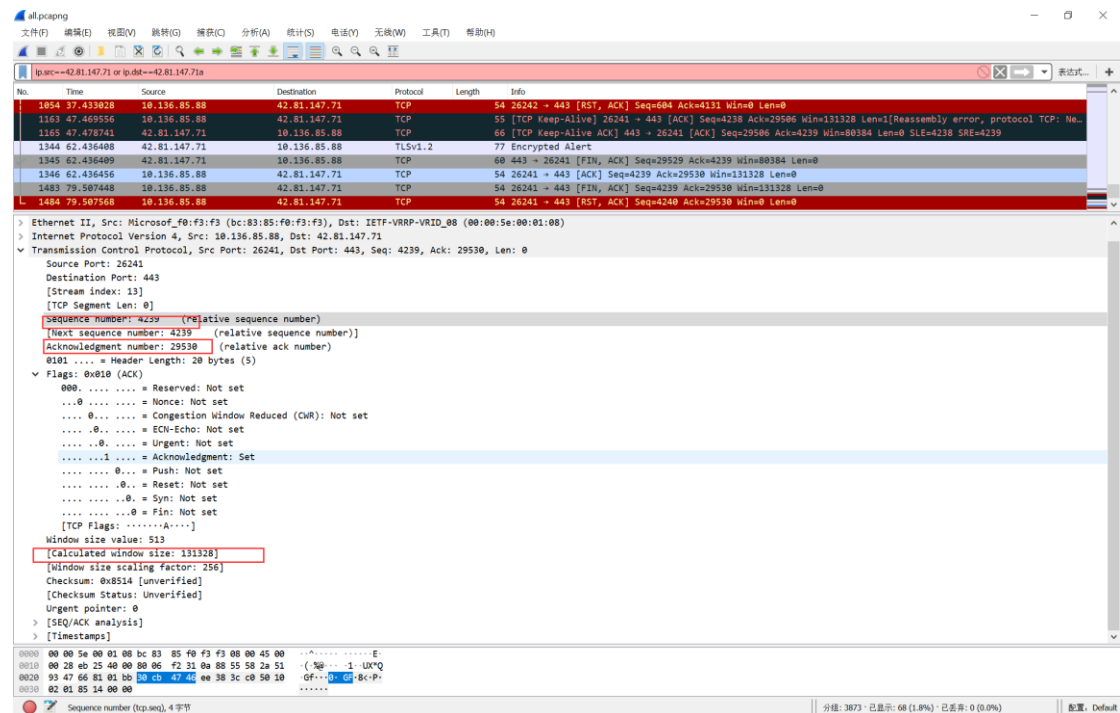 all.pcapng
文件(F) 编辑(E) 视图(V) 跳转(G) 捕获(C) 分析(A) 统计(S) 电话(Y) 无线(W) 工具(T) 帮助(H)
ip.src==42.81.147.71 or ip.dst==42.81.147.71a 表达式… +
No. Time Source Destination Protocol Length Info
1054 37.433028 10.136.85.88 42.81.147.71 TCP 54 26242 → 443 [RST, ACK] Seq=604 Ack=4131 Win=0 Len=0
1163 47.469556 10.136.85.88 42.81.147.71 TCP 55 [TCP Keep-Alive] 26241 → 443 [ACK] Seq=4238 Ack=29506 Win=131328 Len=1[Reassembly error, protocol TCP: Ne…
1165 47.478741 42.81.147.71 10.136.85.88 TCP 66 [TCP Keep-Alive ACK] 443 → 26241 [ACK] Seq=29506 Ack=4239 Win=80384 Len=0 SLE=4238 SRE=4239
1344 62.436408 42.81.147.71 10.136.85.88 TLSv1.2 77 Encrypted Alert
1345 62.436409 42.81.147.71 10.136.85.88 TCP 60 443 → 26241 [FIN, ACK] Seq=29529 Ack=4239 Win=80384 Len=0
1346 62.436456 10.136.85.88 42.81.147.71 TCP 54 26241 → 443 [ACK] Seq=4239 Ack=29530 Win=131328 Len=0
1483 79.507448 10.136.85.88 42.81.147.71 TCP 54 26241 → 443 [FIN, ACK] Seq=4239 Ack=29530 Win=131328 Len=0
1484 79.507568 10.136.85.88 42.81.147.71 TCP 54 26241 → 443 [RST, ACK] Seq=4240 Ack=29530 Win=0 Len=0
> Ethernet II, Src: Microsof_f0:f3:f3 (bc:83:85:f0:f3:f3), Dst: IETF-VRRP-VRID_08 (00:00:5e:00:01:08)
> Internet Protocol Version 4, Src: 10.136.85.88, Dst: 42.81.147.71
Transmission Control Protocol, Src Port: 26241, Dst Port: 443, Seq: 4239, Ack: 29530, Len: 0
Source Port: 26241
Destination Port: 443
[Stream index: 13]
[TCP Segment Len: 0]
Sequence number: 4239 (relative sequence number)
[Next sequence number: 4239 (relative sequence number)]
Acknowledgment number: 29530 (relative ack number)
0101 .... = Header Length: 20 bytes (5)
Flags: 0x010 (ACK)
000. .... .... = Reserved: Not set
...0 .... .... = Nonce: Not set
.... 0... .... = Congestion Window Reduced (CWR): Not set
.... .0.. .... = ECN-Echo: Not set
.... ..0. .... = Urgent: Not set
.... ...1 .... = Acknowledgment: Set
.... .... 0... = Push: Not set
.... .... .0.. = Reset: Not set
.... .... ..0. = Syn: Not set
.... .... ...0 = Fin: Not set
[TCP Flags: ·······A····]
Window size value: 513
[Calculated window size: 131328]
[Window size scaling factor: 256]
Checksum: 0x8514 [unverified]
[Checksum Status: Unverified]
Urgent pointer: 0
> [SEQ/ACK analysis]
> [Timestamps]
0000 00 00 5e 00 01 08 bc 83 85 f0 f3 f3 08 00 45 00 ··^····· ······E·
0010 00 28 eb 25 40 00 80 06 f2 31 0a 88 55 58 2a 51 ·(·%@··· ·1··UX*Q
0020 93 47 66 81 01 bb 30 cb 47 46 ee 38 3c c0 50 10 ·Gf···0· GF·8<·P·
0030 02 01 85 14 00 00 ······
Sequence number (tcp.seq), 4 字节 分组: 3873 · 已显示: 68 (1.8%) · 已丢弃: 0 (0.0%) 配置: Default